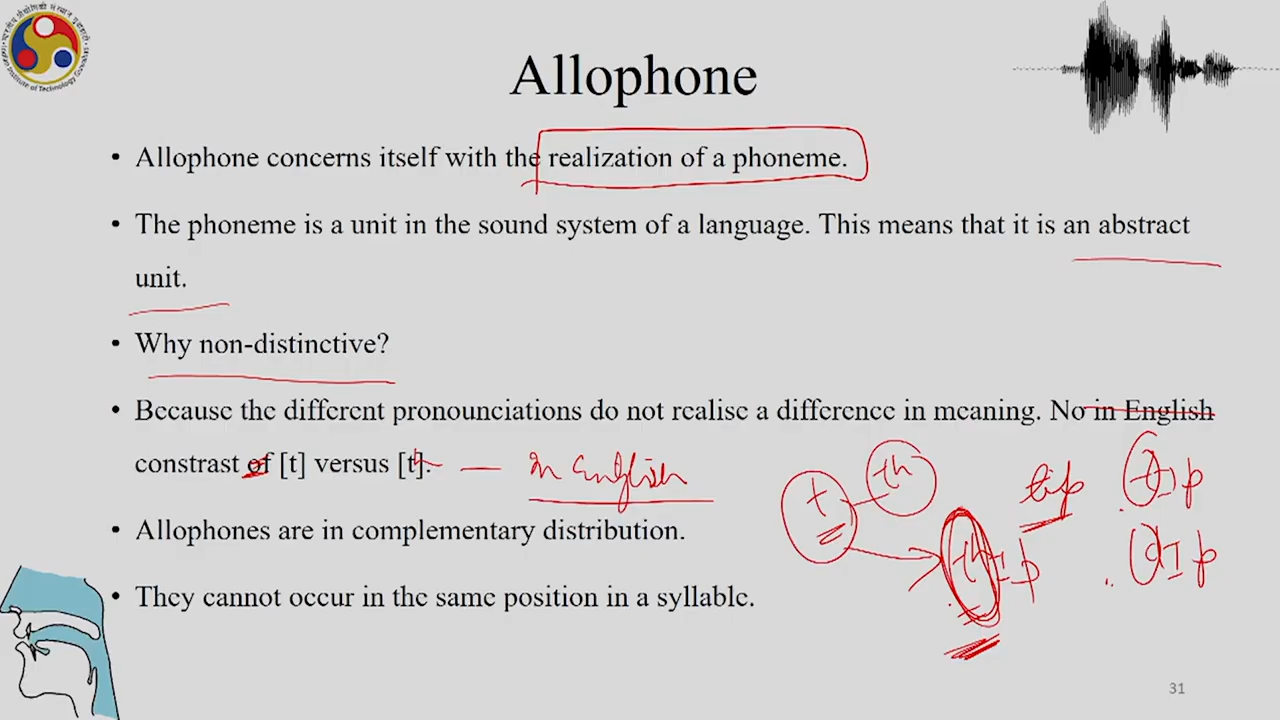 Allophone
• Allophone concerns itself with the realization of a phoneme.
• The phoneme is a unit in the sound system of a language. This means that it is an abstract
unit.
• Why non-distinctive?
• Because the different pronounciations do not realise a difference in meaning. No in English
constrast of [t] versus [t].
— In English
• Allophones are in complementary distribution.
• They cannot occur in the same position in a syllable.
t
th
thIp
tip
tIp
dIp
31